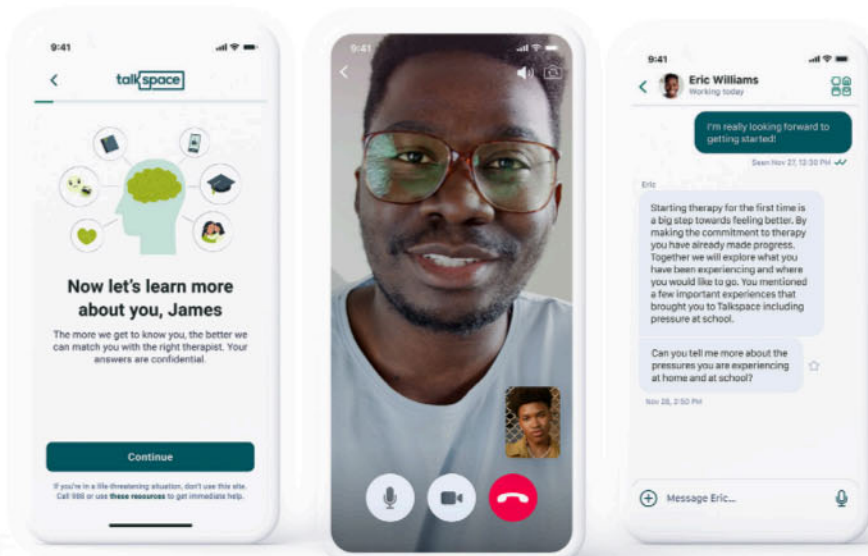 9:41
talkspace
Now let's learn more
about you, James
The more we get to know you, the better we
can match you with the right therapist. Your
answers are confidential.
Continue
If you're in a life-threatening situation, don't use this site.
Call or use these resources to get immediate help.
9:41
9:41
Eric Williams
Working today
I'm really looking forward to
getting started!
Seen Nov 27, 12:30 PM
Eric
Starting therapy for the first time is
a big step towards feeling better. By
making the commitment to therapy
you have already made progress.
Together we will explore what you
have been experiencing and where
you would like to go. You mentioned
a few important experiences that
brought you to Talkspace including
pressure at school.
Can you tell me more about the
pressures you are experiencing
at home and at school?
Nov 28, 2:50 PM
Message Eric...